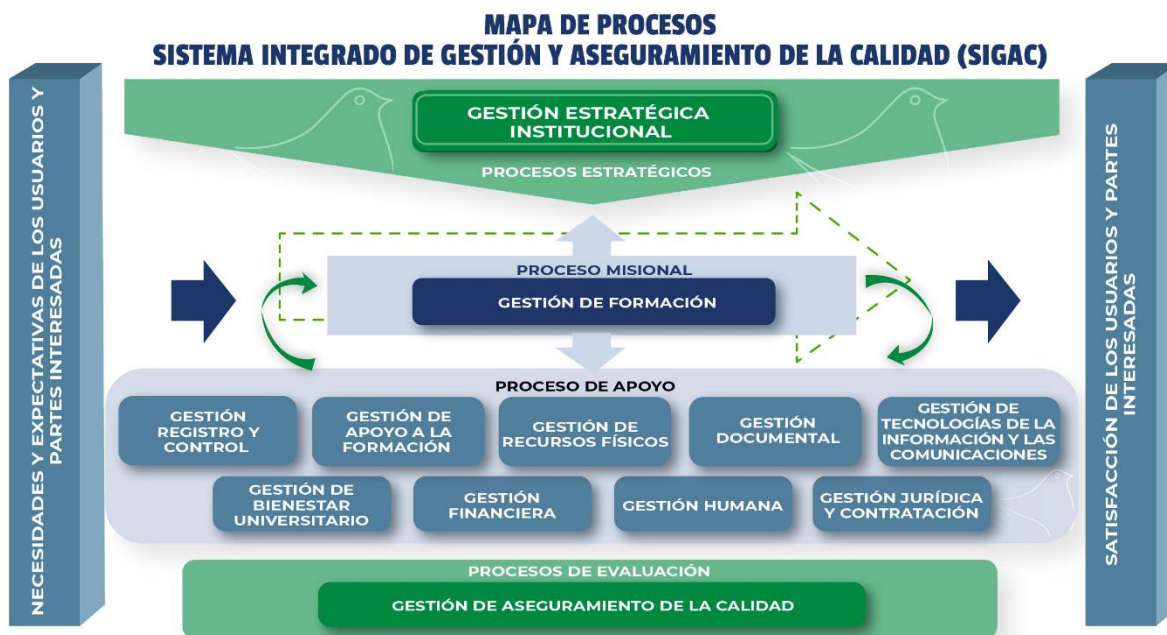 MAPA DE PROCESOS
SISTEMA INTEGRADO DE GESTIÓN Y ASEGURAMIENTO DE LA CALIDAD (SIGAC)
NECESIDADES Y EXPECTATIVAS DE LOS USUARIOS Y
PARTES INTERESADAS
GESTIÓN ESTRATÉGICA
INSTITUCIONAL
PROCESOS ESTRATÉGICOS
PROCESO MISIONAL
GESTIÓN DE FORMACIÓN
PROCESO DE APOYO
GESTIÓN
REGISTRO Y
CONTROL
GESTIÓN DE
APOYO A LA
FORMACIÓN
GESTIÓN DE
RECURSOS FÍSICOS
GESTIÓN
DOCUMENTAL
GESTIÓN DE
TECNOLOGÍAS DE LA
INFORMACIÓN Y LAS
COMUNICACIONES
GESTIÓN DE
BIENESTAR
UNIVERSITARIO
GESTIÓN
FINANCIERA
GESTIÓN HUMANA
GESTIÓN JURÍDICA
Y CONTRATACIÓN
PROCESOS DE EVALUACIÓN
GESTIÓN DE ASEGURAMIENTO DE LA CALIDAD
SATISFACCIÓN DE LOS USUARIOS Y PARTES
INTERESADAS